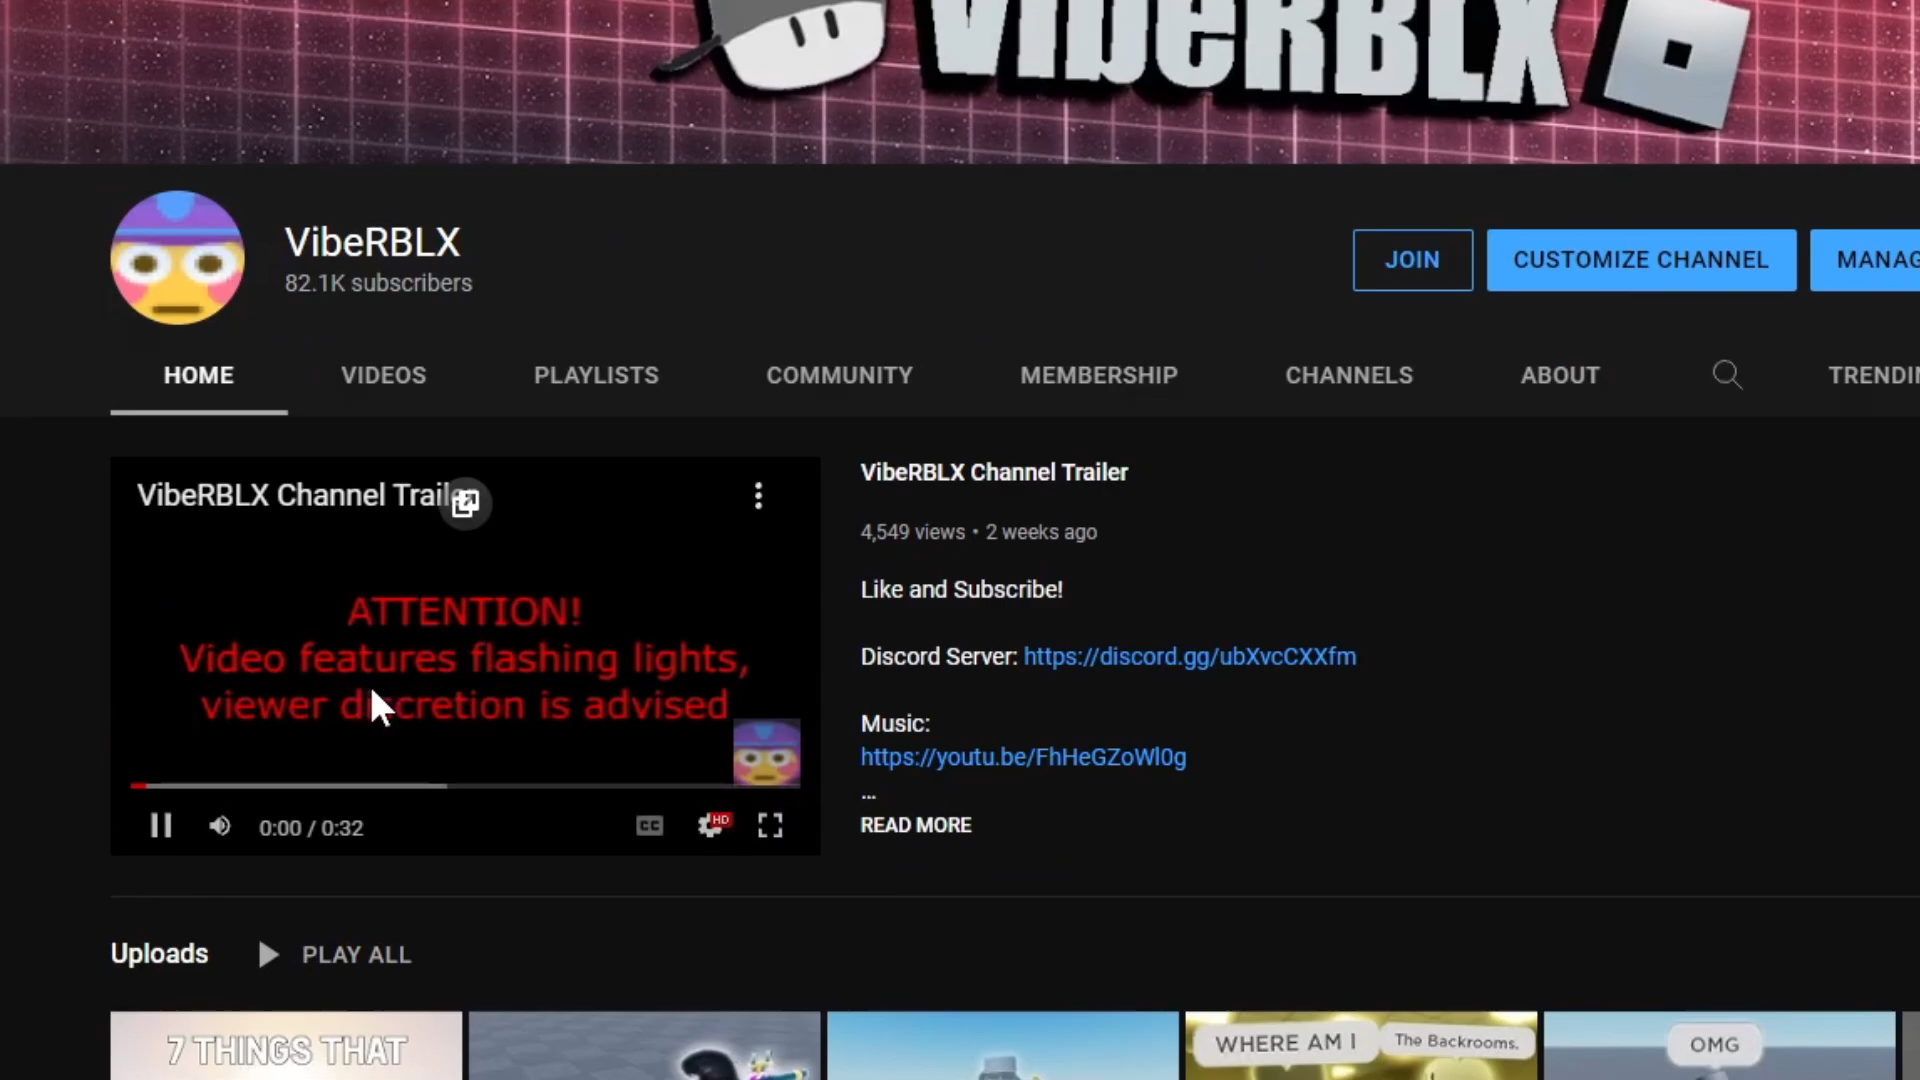 VibeRBLX
VibeRBLX
82.1K subscribers
JOIN
CUSTOMIZE CHANNEL
HOME
VIDEOS
PLAYLISTS
COMMUNITY
MEMBERSHIP
CHANNELS
ABOUT
VibeRBLX Channel Trailer
ATTENTION!
Video features flashing lights,
viewer discretion is advised
0:00 / 0:32
CC
HD
VibeRBLX Channel Trailer
4,549 views • 2 weeks ago
Like and Subscribe!
Discord Server: https://discord.gg/ubXvcCXXfm
Music:
https://youtu.be/FhHeGZoWl0g
...
READ MORE
Uploads
PLAY ALL
7 THINGS THAT
WHERE AM I
The Backrooms.
OMG